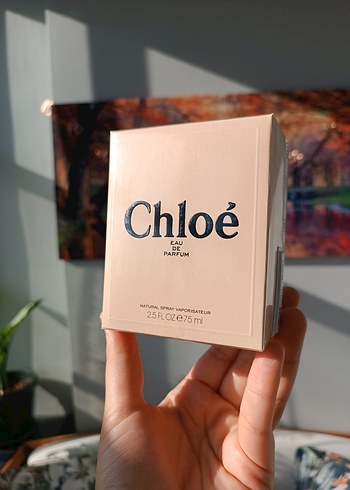 Chloé
EAU
DE
PARFUM
NATURAL SPRAY VAPORISATEUR
2.5 FL.OZ ℮ 75 ml